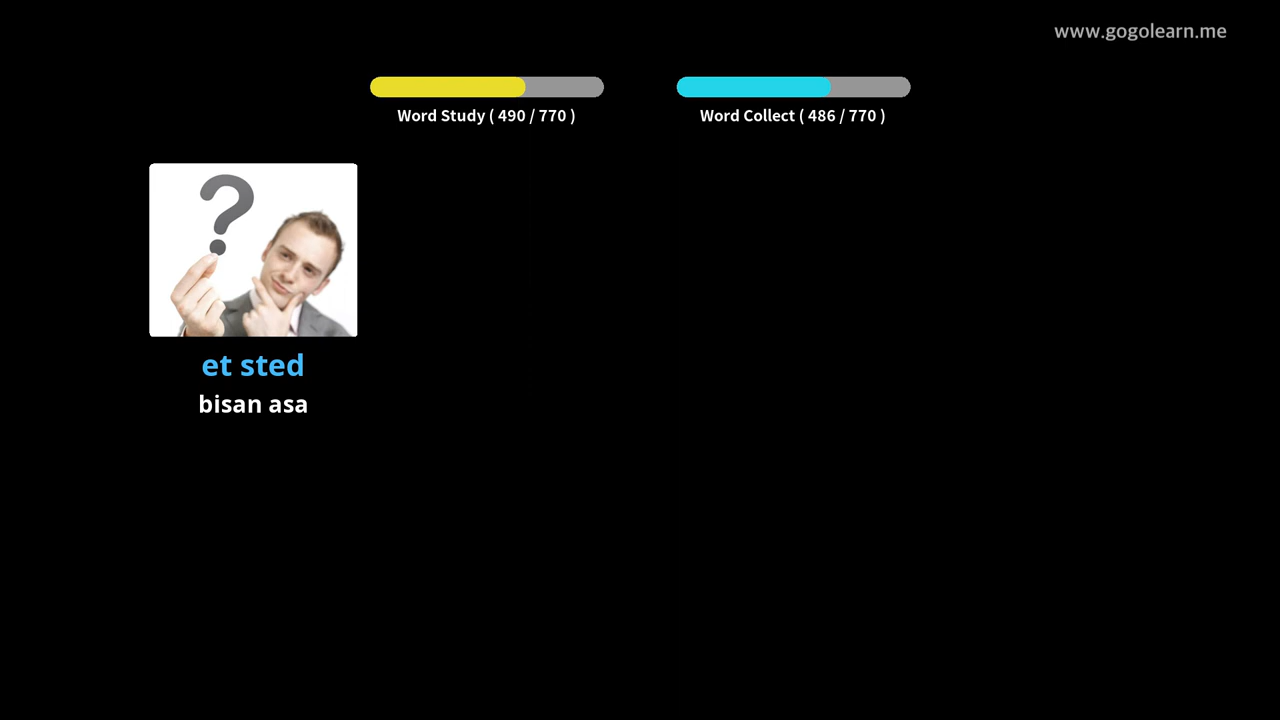 www.gogolearn.me
Word Study ( 490 / 770 )
Word Collect ( 486 / 770 )
?
et sted
bisan asa